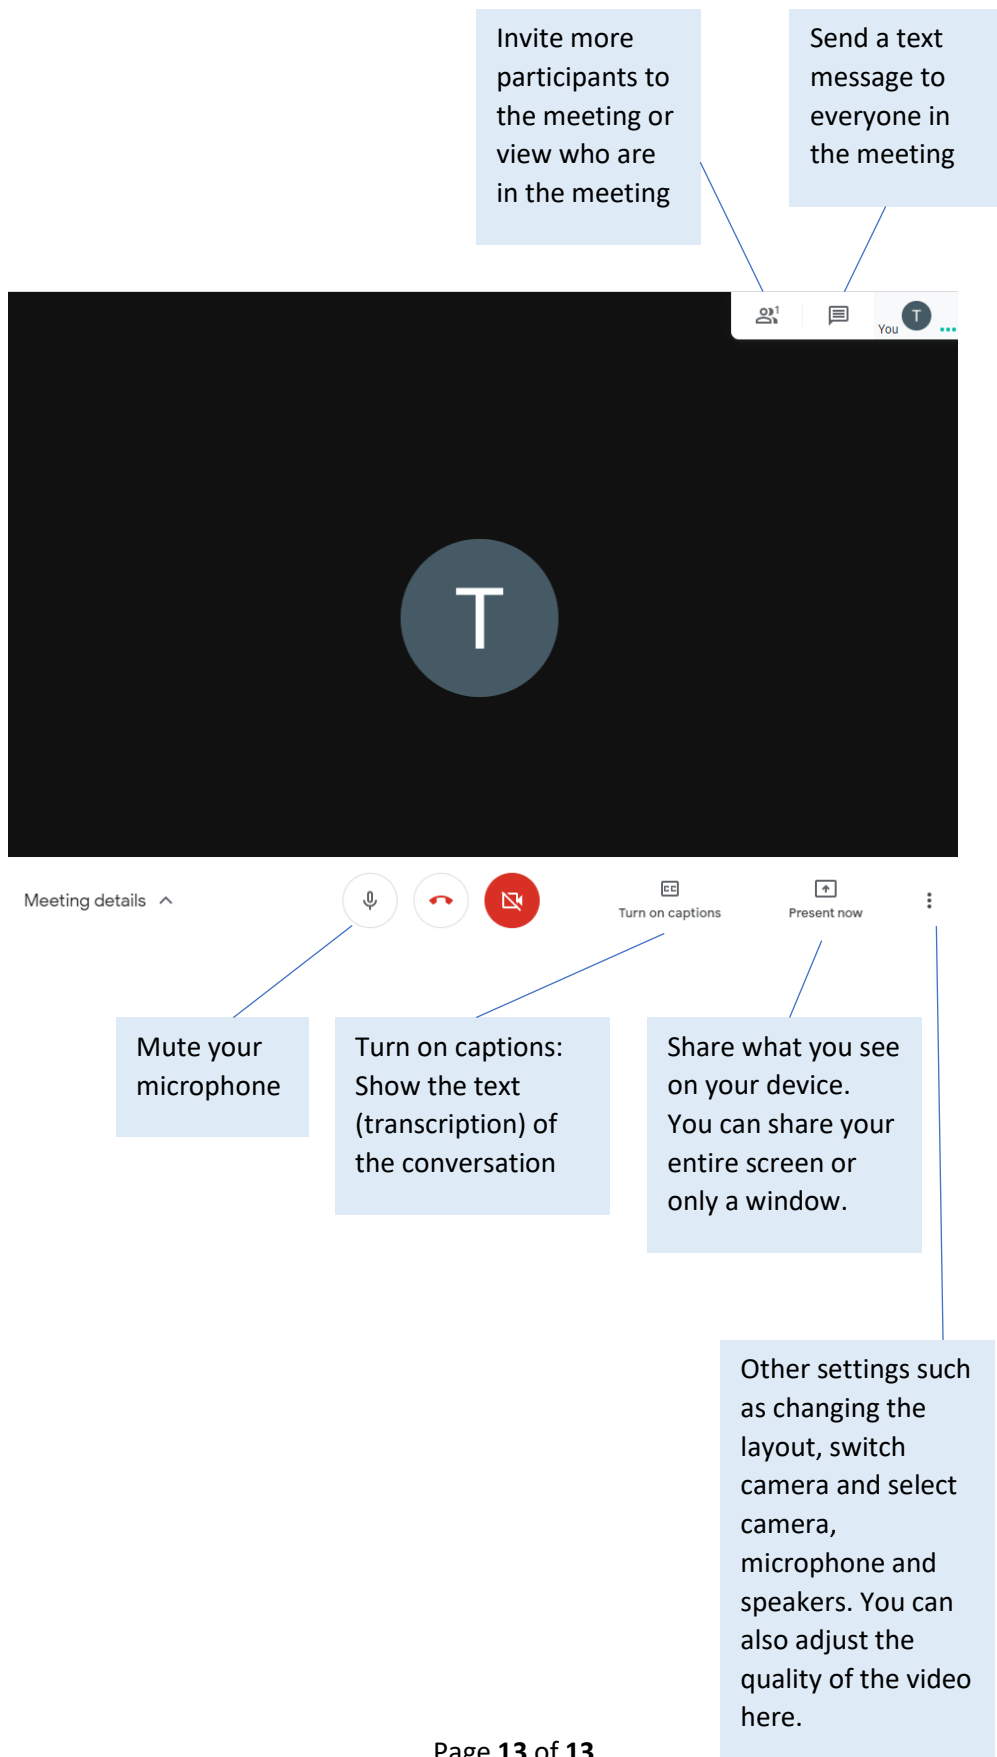 Invite more
participants to
the meeting or
view who are
in the meeting
Send a text
message to
everyone in
the meeting
1
You
T
T
Meeting details
CC
Turn on captions
Present now
Mute your
microphone
Turn on captions:
Show the text
(transcription) of
the conversation
Share what you see
on your device.
You can share your
entire screen or
only a window.
Other settings such
as changing the
layout, switch
camera and select
camera,
microphone and
speakers. You can
also adjust the
quality of the video
here.
Page 13 of 13